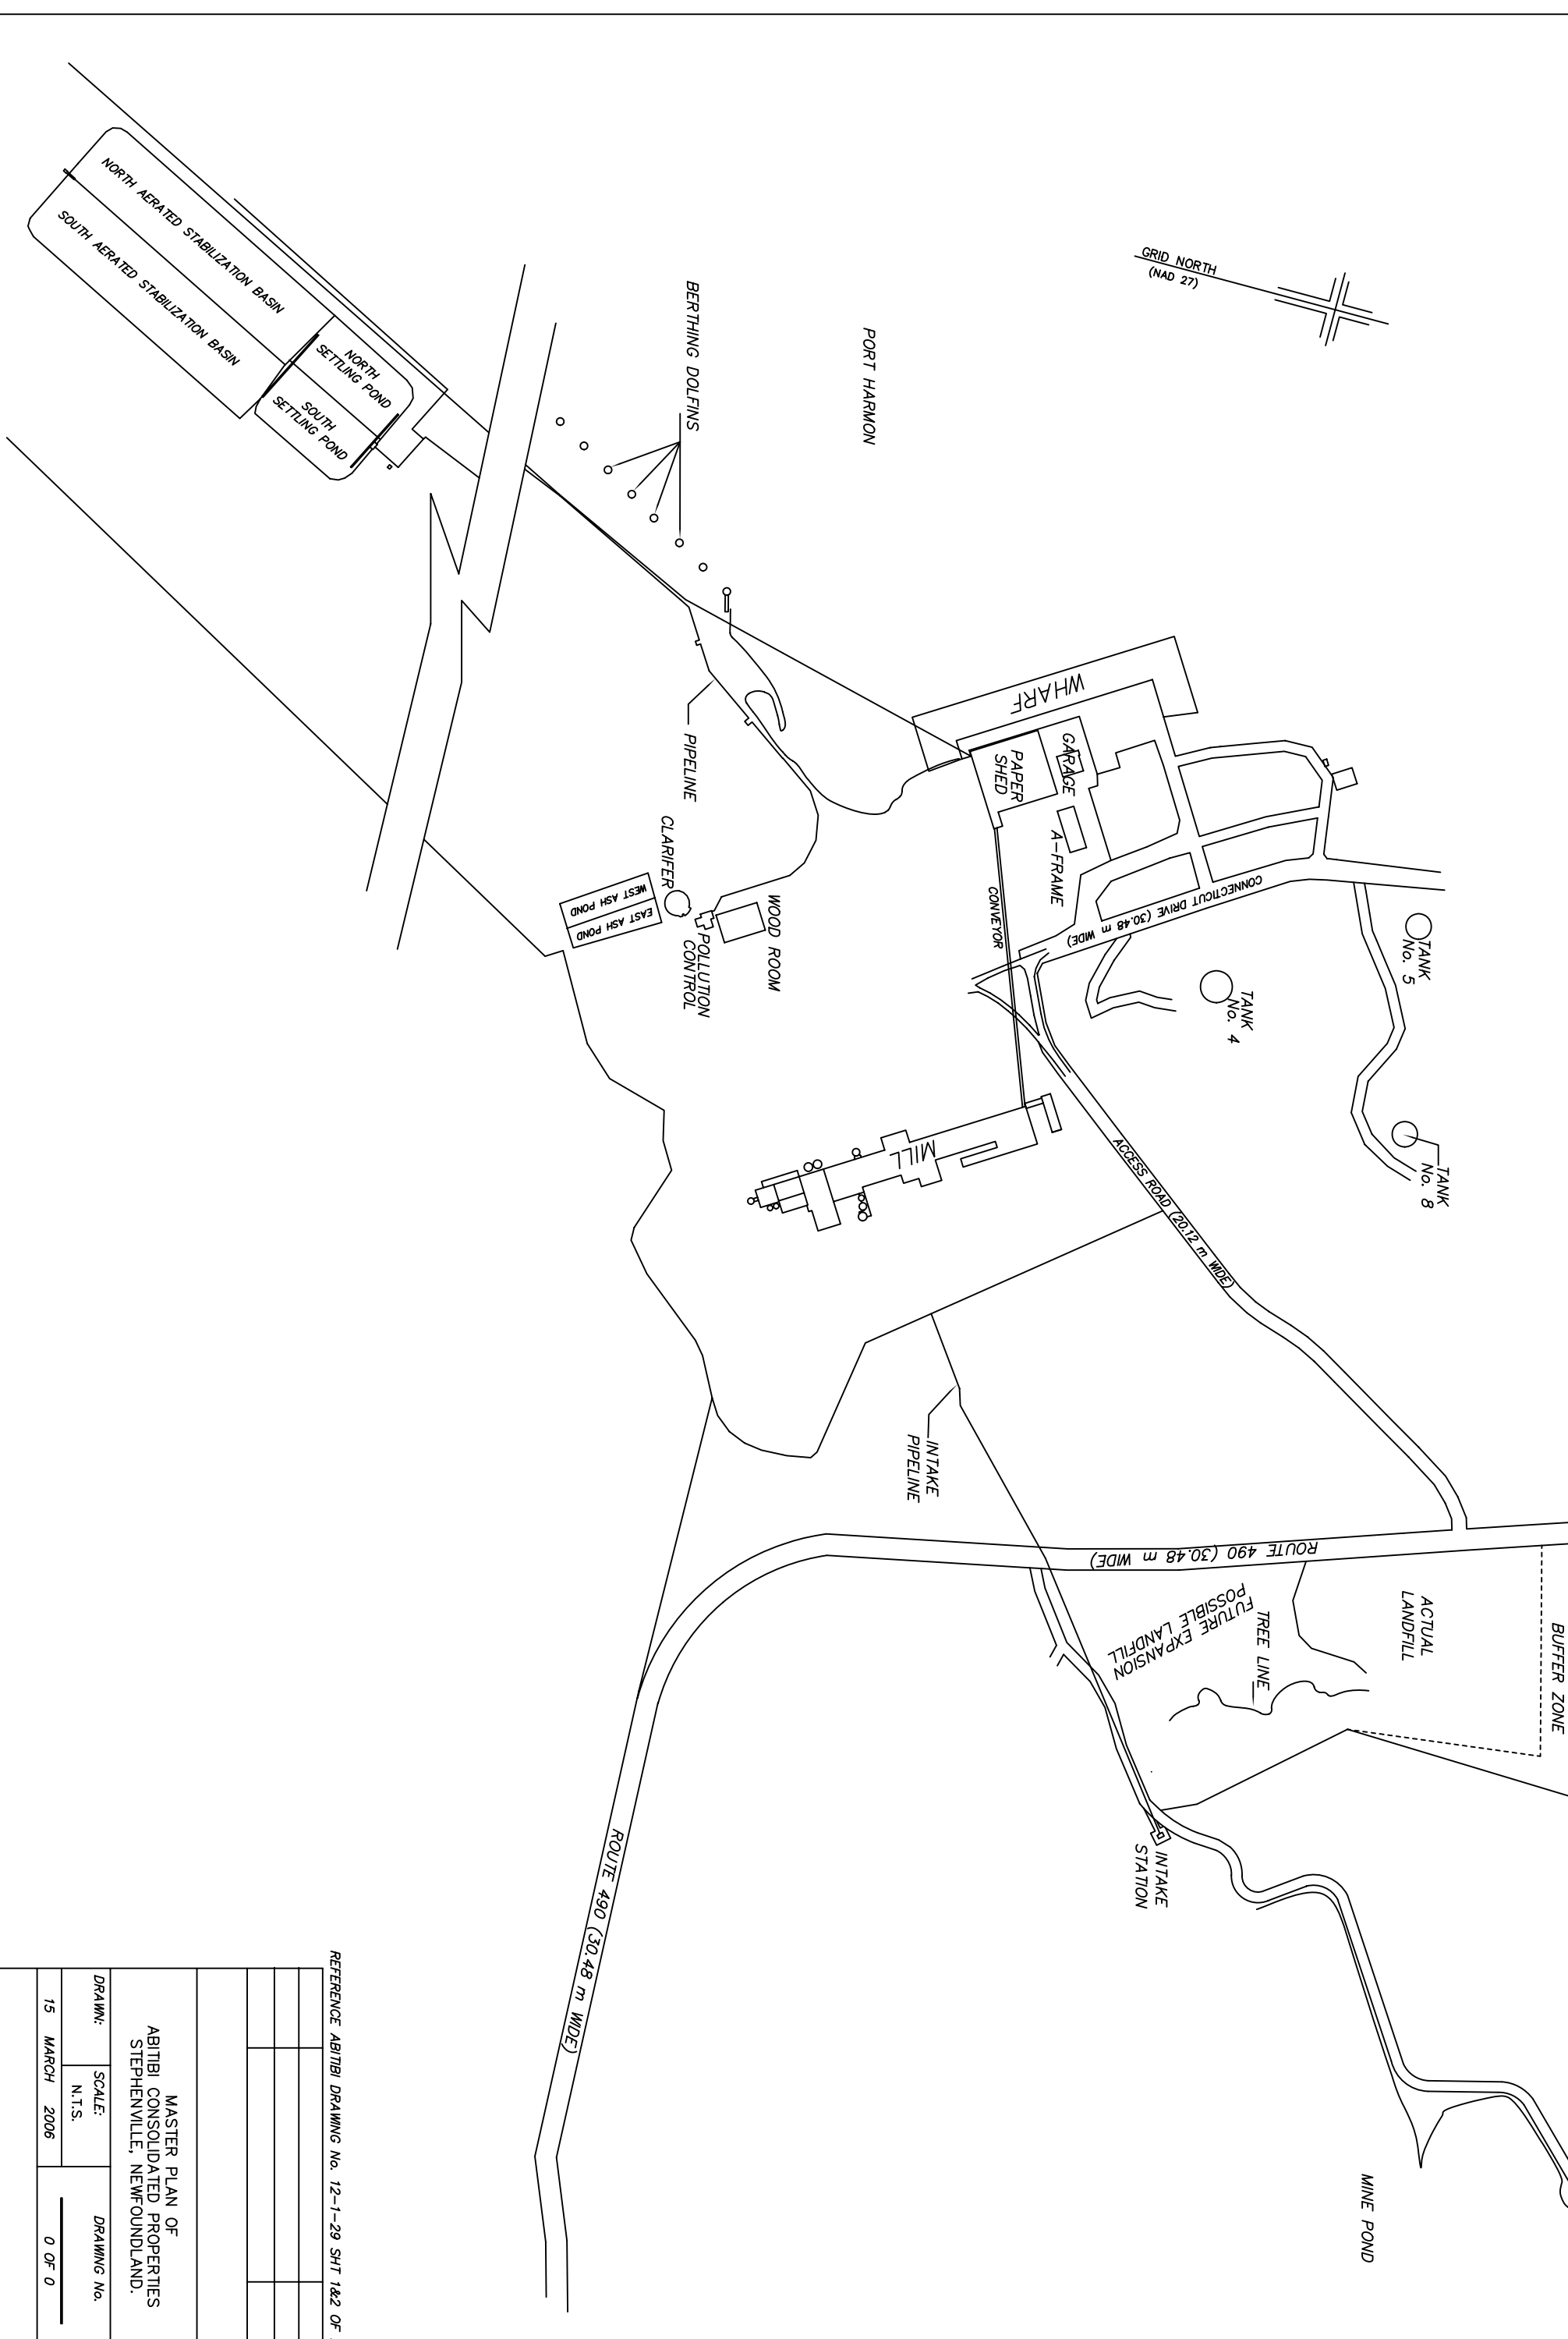 GRID NORTH
(NAD 27)
PORT HARMON
BERTHING DOLFINS
NORTH AERATED STABILIZATION BASIN
SOUTH AERATED STABILIZATION BASIN
NORTH
SETTLING POND
SOUTH
SETTLING POND
WHARF
GARAGE
PAPER
SHED
A-FRAME
CONVEYOR
CONNECTICUT DRIVE (30.48 m WIDE)
TANK
No. 5
TANK
No. 4
TANK
No. 8
PIPELINE
CLARIFER
WEST ASH POND
EAST ASH POND
WOOD ROOM
POLLUTION
CONTROL
MILL
ACCESS ROAD (20.12 m WIDE)
INTAKE
PIPELINE
ROUTE 490 (30.48 m WIDE)
FUTURE EXPANSION
POSSIBLE LANDFILL
TREE LINE
ACTUAL
LANDFILL
BUFFER ZONE
INTAKE
STATION
ROUTE 490 (30.48 m WIDE)
MINE POND
REFERENCE ABITIBI DRAWING No. 12-1-29 SHT 1&2 OF
MASTER PLAN OF
ABITIBI CONSOLIDATED PROPERTIES
STEPHENVILLE, NEWFOUNDLAND.
DRAWN:
SCALE:
N.T.S.
DRAWING No.
15 MARCH 2006
0 OF 0